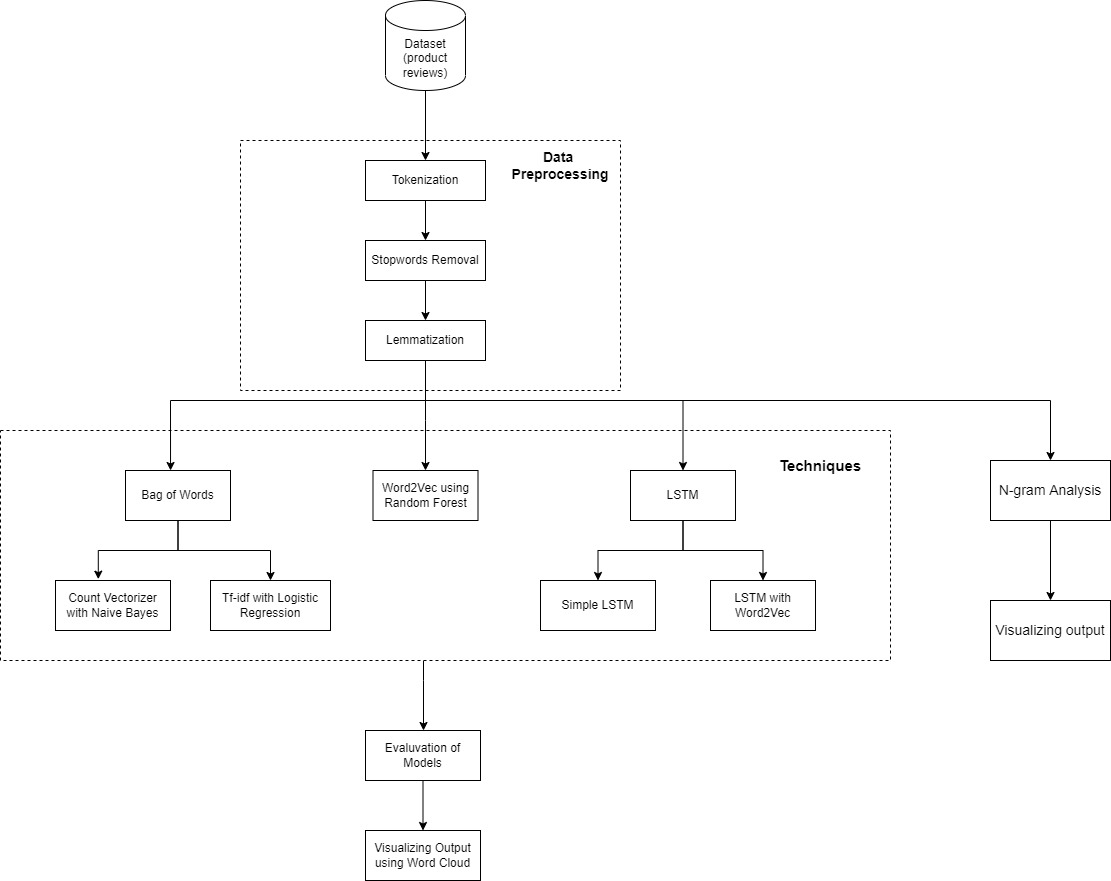 Dataset
(product
reviews)
Data
Preprocessing
Tokenization
Stopwords Removal
Lemmatization
Techniques
Bag of Words
Word2Vec using
Random Forest
LSTM
N-gram Analysis
Count Vectorizer
with Naive Bayes
Tf-idf with Logistic
Regression
Simple LSTM
LSTM with
Word2Vec
Visualizing output
Evaluvation of
Models
Visualizing Output
using Word Cloud